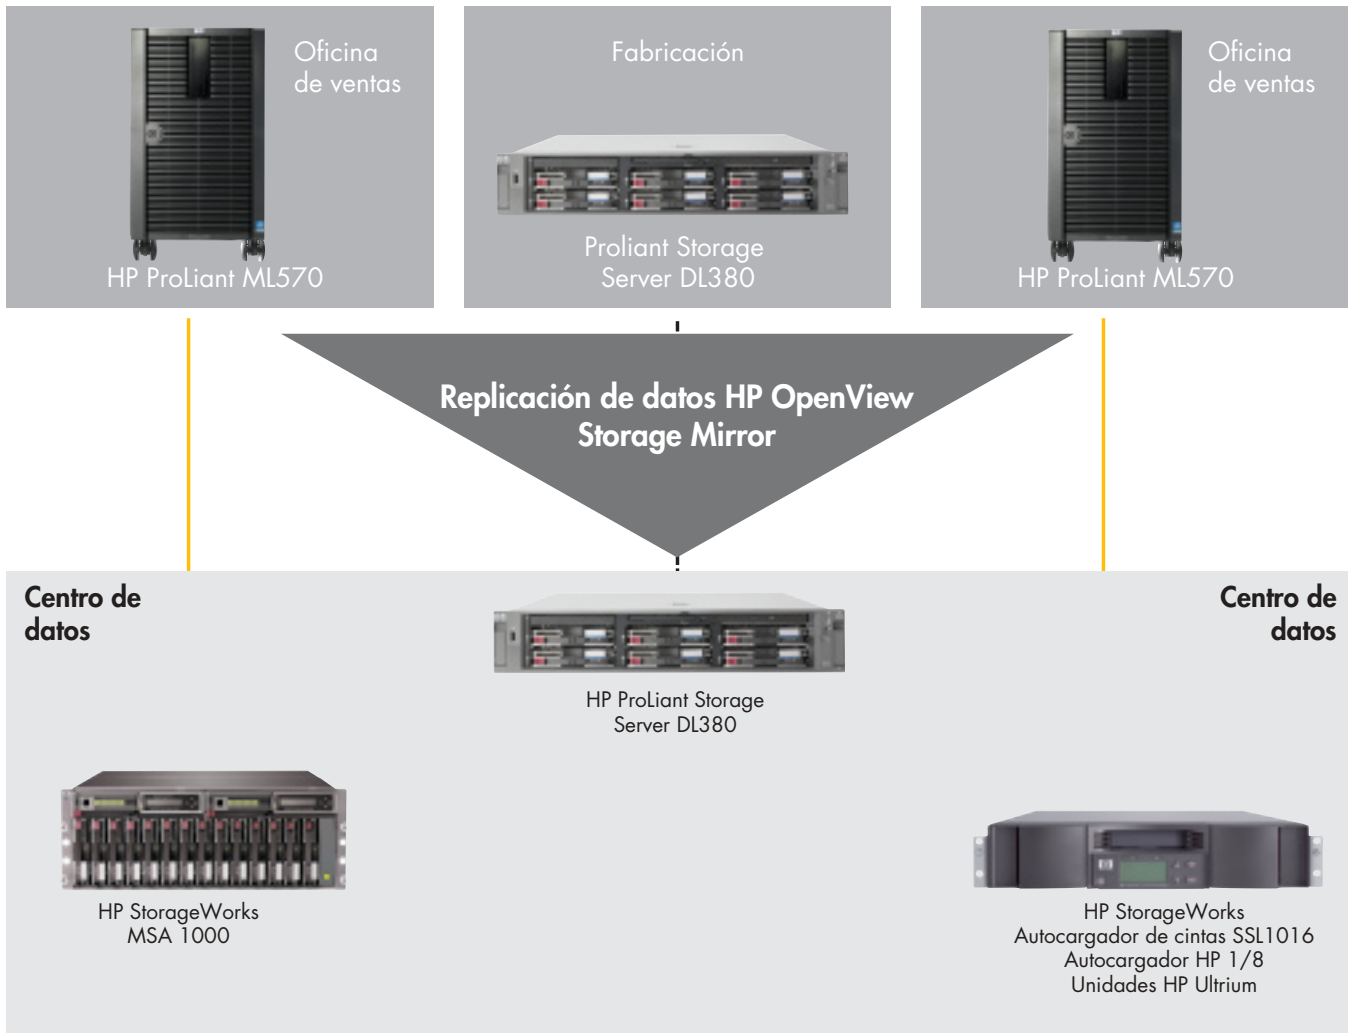 Oficina
de ventas
HP ProLiant ML570
Fabricación
Proliant Storage
Server DL380
Oficina
de ventas
HP ProLiant ML570
Replicación de datos HP OpenView
Storage Mirror
Centro de
datos
Centro de
datos
HP ProLiant Storage
Server DL380
HP StorageWorks
MSA 1000
HP StorageWorks
Autocargador de cintas SSL1016
Autocargador HP 1/8
Unidades HP Ultrium